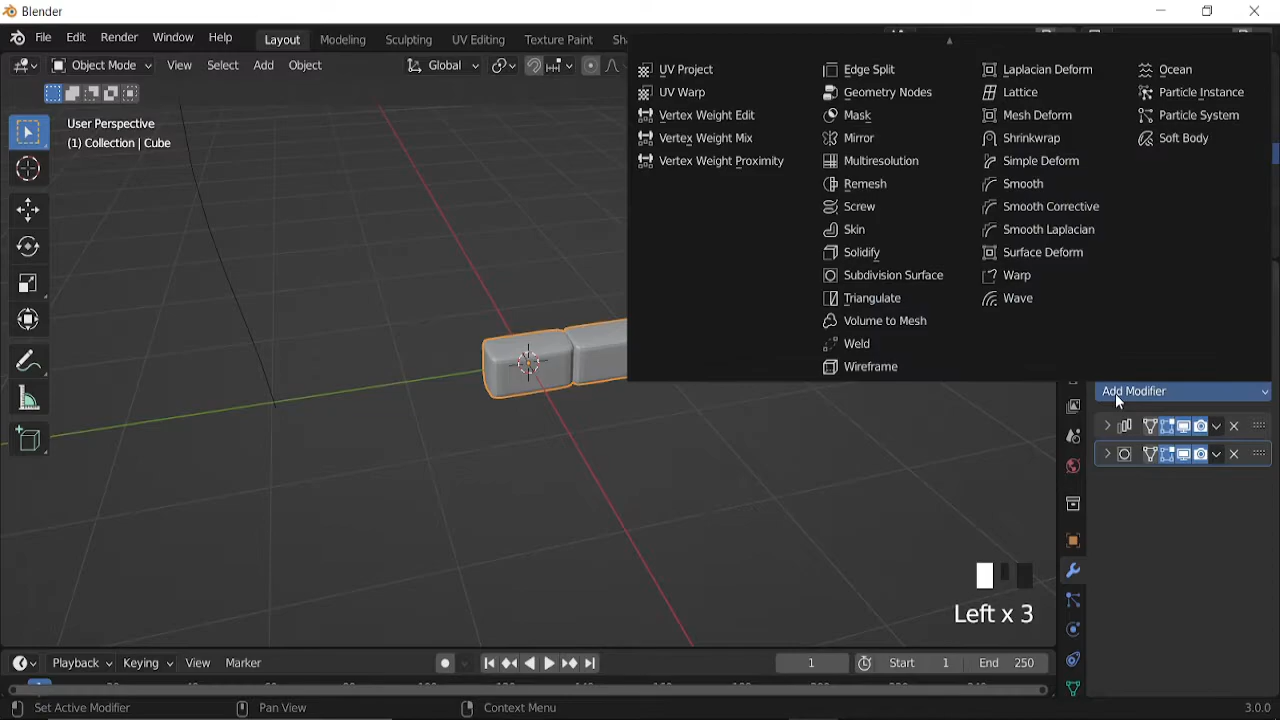 Blender
File Edit Render Window Help Layout Modeling Sculpting UV Editing Texture Paint
Object Mode View Select Add Object Global
User Perspective
(1) Collection | Cube
UV Project
UV Warp
Vertex Weight Edit
Vertex Weight Mix
Vertex Weight Proximity
Edge Split
Geometry Nodes
Mask
Mirror
Multiresolution
Remesh
Screw
Skin
Solidify
Subdivision Surface
Triangulate
Volume to Mesh
Weld
Wireframe
Laplacian Deform
Lattice
Mesh Deform
Shrinkwrap
Simple Deform
Smooth
Smooth Corrective
Smooth Laplacian
Surface Deform
Warp
Wave
Ocean
Particle Instance
Particle System
Soft Body
Add Modifier
Left x 3
Playback Keying View Marker 1 Start 1 End 250
Set Active Modifier Pan View Context Menu 3.0.0